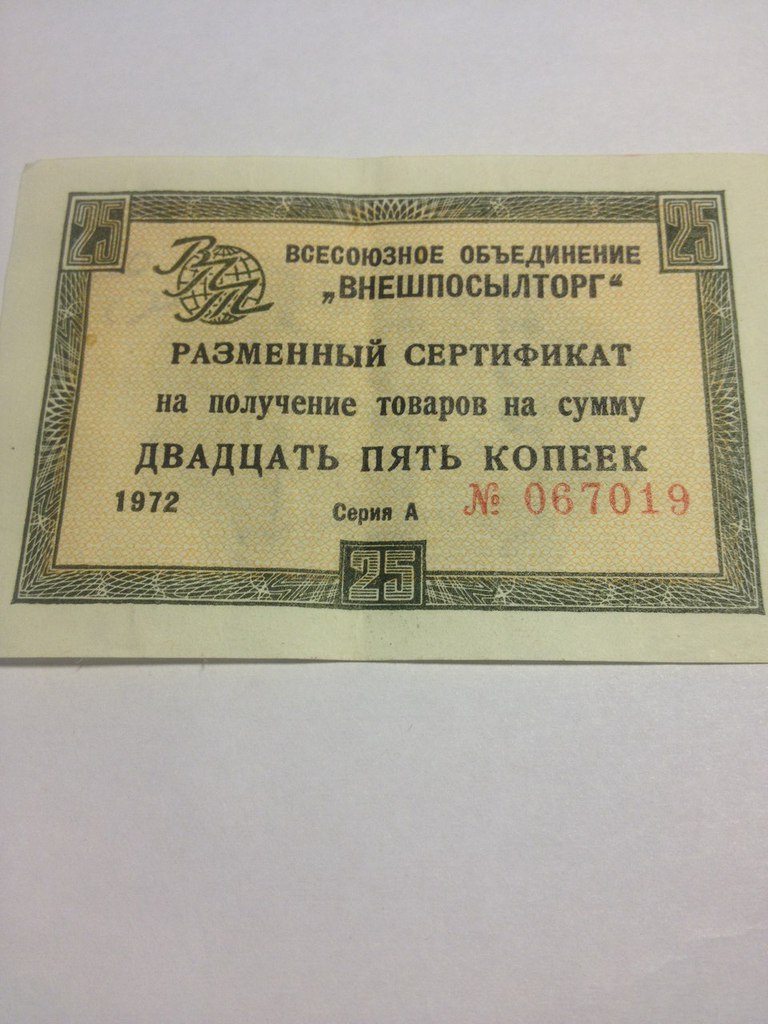 25 25
ВПТ
ВСЕСОЮЗНОЕ ОБЪЕДИНЕНИЕ
„ВНЕШПОСЫЛТОРГ“
РАЗМЕННЫЙ СЕРТИФИКАТ
на получение товаров на сумму
ДВАДЦАТЬ ПЯТЬ КОПЕЕК
1972 Серия А № 067019
25